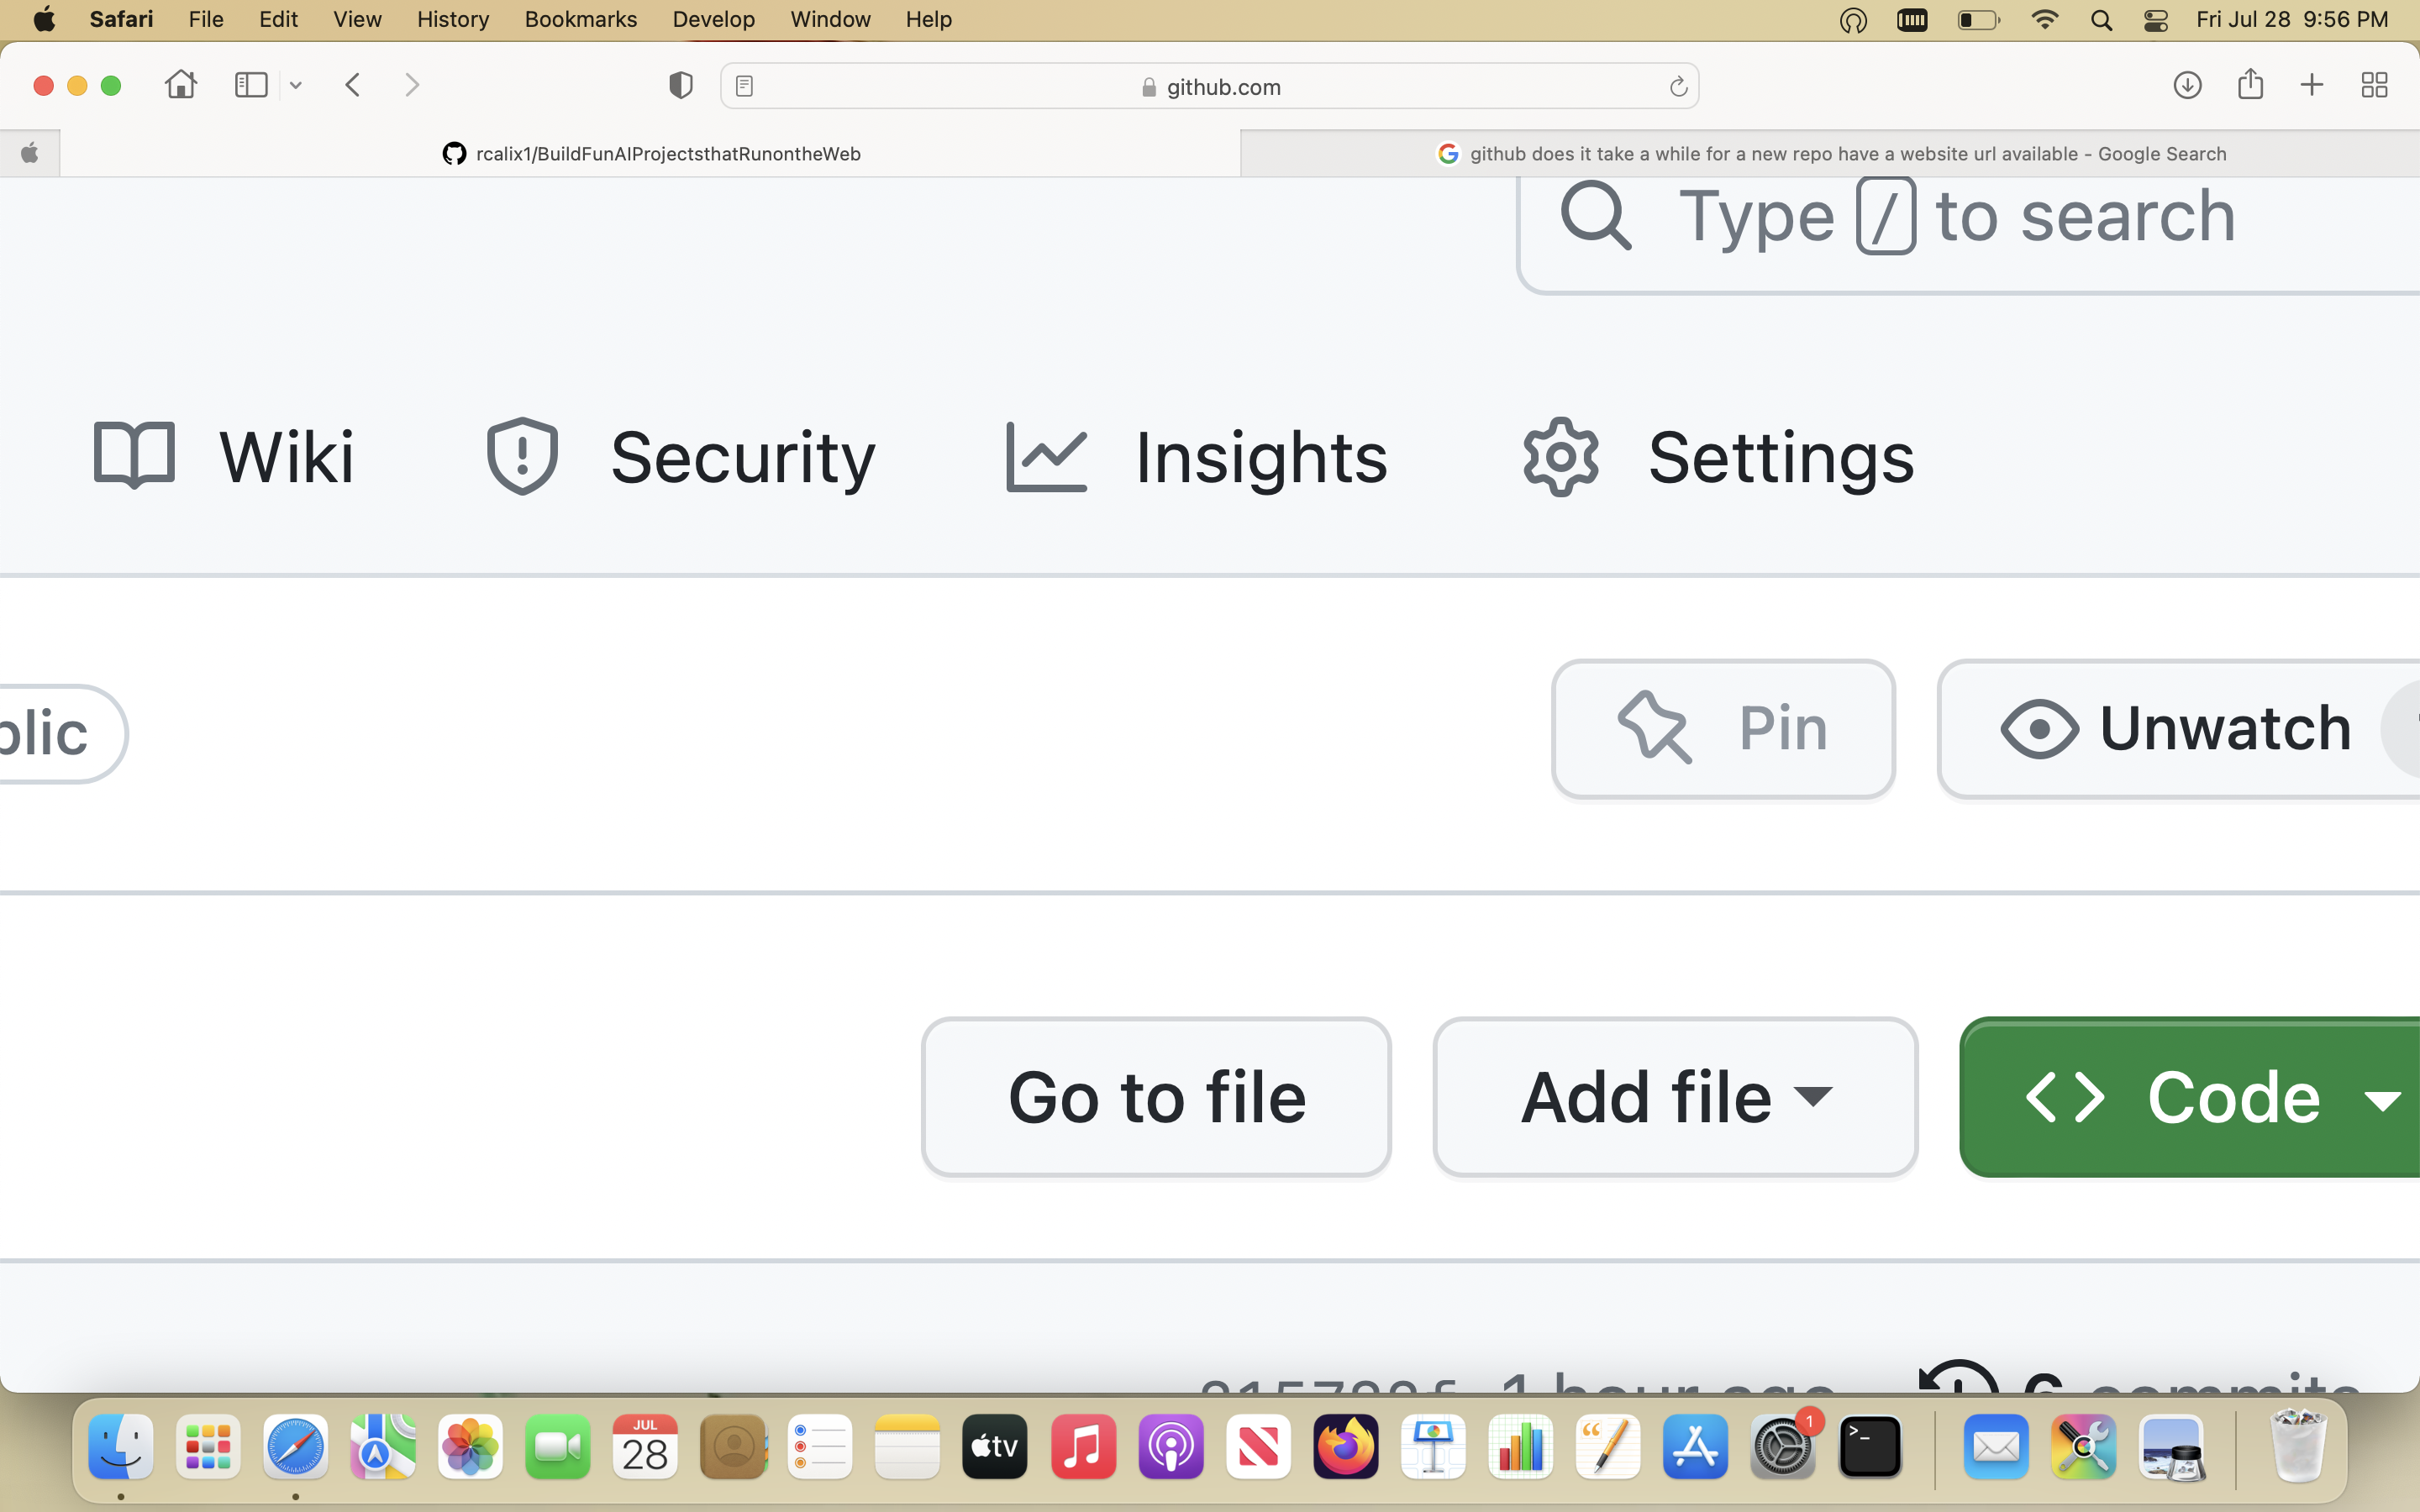 Safari File Edit View History Bookmarks Develop Window Help Fri Jul 28 9:56 PM
github.com
rcalix1/BuildFunAIProjectsthatRunontheWeb
github does it take a while for a new repo have a website url available - Google Search
Type / to search
Wiki Security Insights Settings
blic Pin Unwatch
Go to file Add file <> Code
1 hour ago 6 commits
JUL
28
tv
1
>_